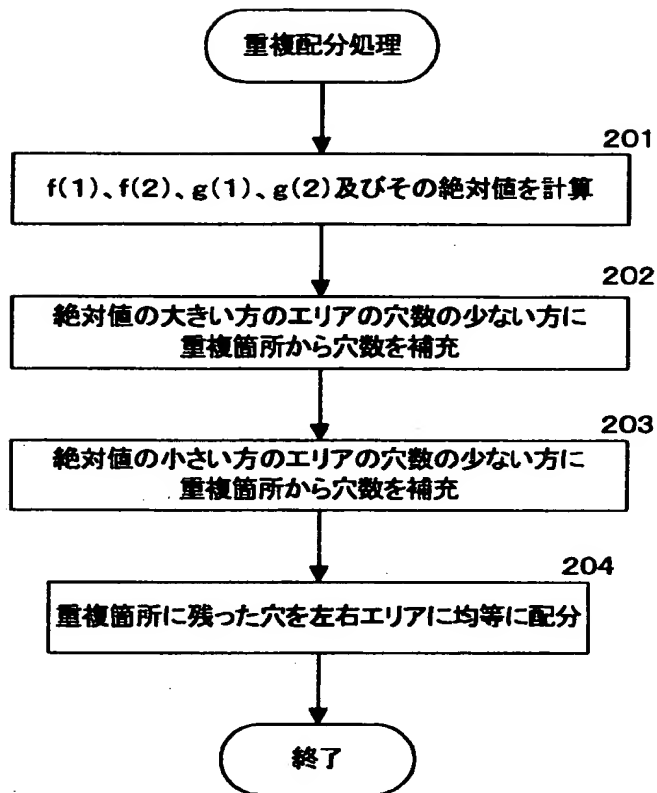 重複配分処理
201
f(1)、f(2)、g(1)、g(2)及びその絶対値を計算
202
絶対値の大きい方のエリアの穴数の少ない方に
重複箇所から穴数を補充
203
絶対値の小さい方のエリアの穴数の少ない方に
重複箇所から穴数を補充
204
重複箇所に残った穴を左右エリアに均等に配分
終了